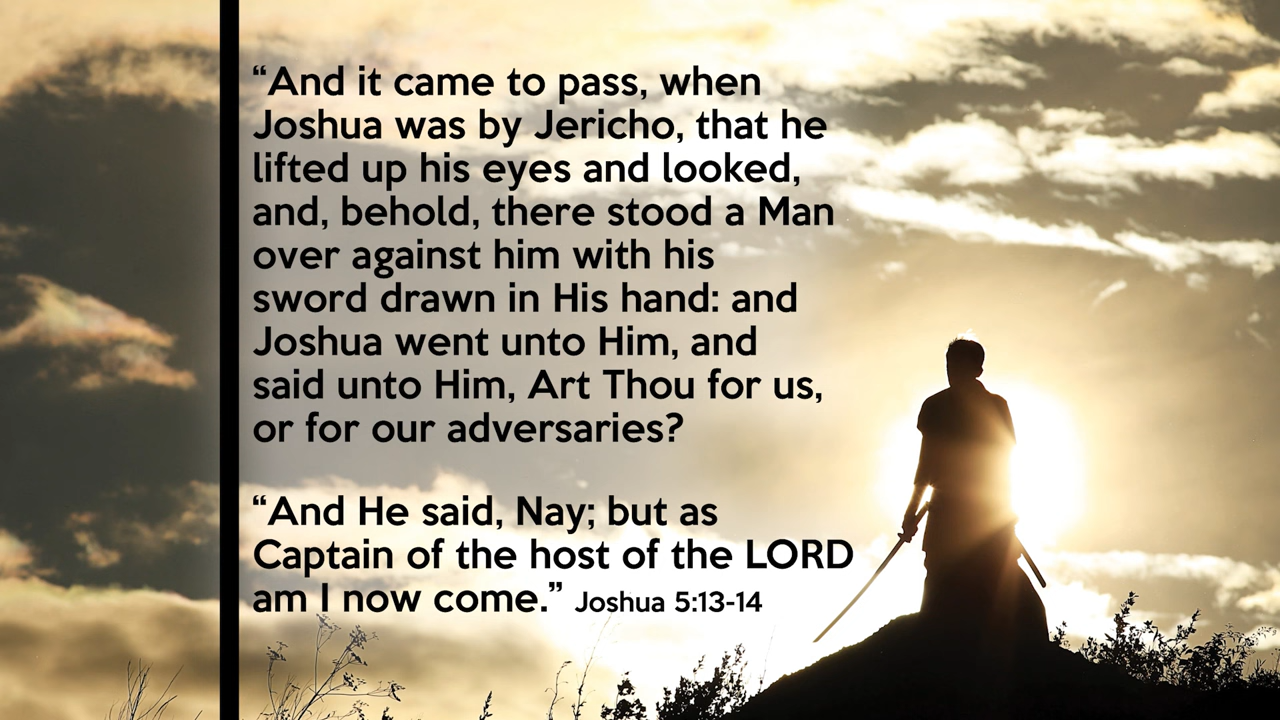 “And it came to pass, when
Joshua was by Jericho, that he
lifted up his eyes and looked,
and, behold, there stood a Man
over against him with his
sword drawn in His hand: and
Joshua went unto Him, and
said unto Him, Art Thou for us,
or for our adversaries?
“And He said, Nay; but as
Captain of the host of the LORD
am I now come.” Joshua 5:13-14